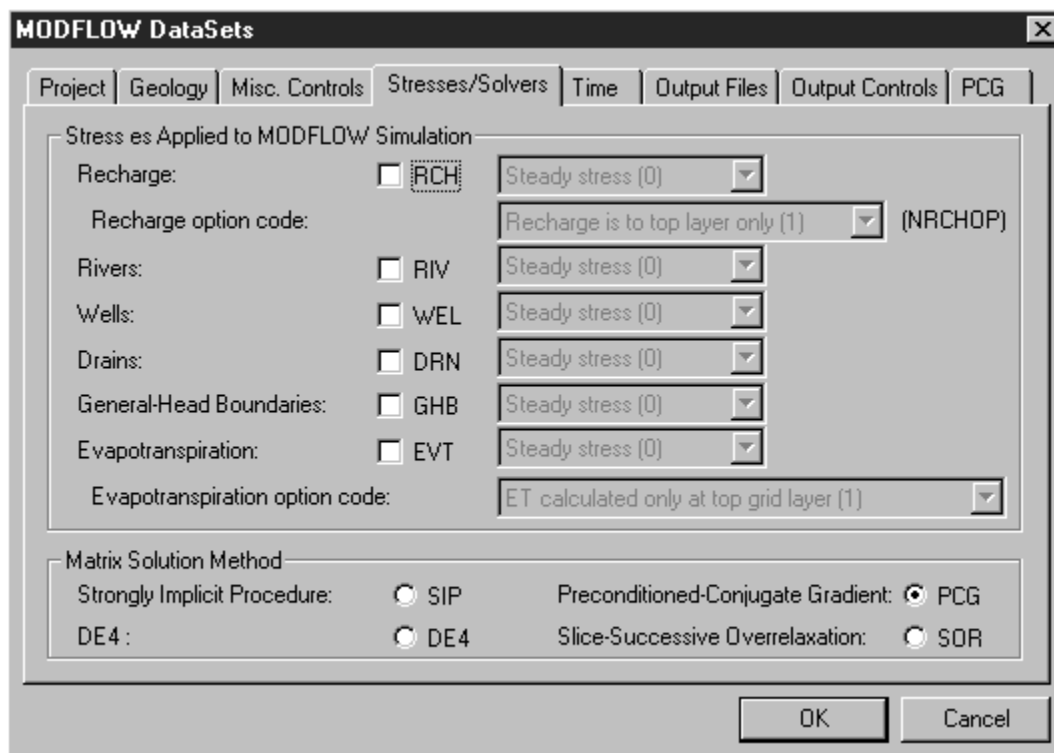 MODFLOW DataSets
Project Geology Misc. Controls Stresses/Solvers Time Output Files Output Controls PCG
Stress es Applied to MODFLOW Simulation
Recharge: RCH Steady stress (0)
Recharge option code: Recharge is to top layer only (1) (NRCHOP)
Rivers: RIV Steady stress (0)
Wells: WEL Steady stress (0)
Drains: DRN Steady stress (0)
General-Head Boundaries: GHB Steady stress (0)
Evapotranspiration: EVT Steady stress (0)
Evapotranspiration option code: ET calculated only at top grid layer (1)
Matrix Solution Method
Strongly Implicit Procedure: SIP Preconditioned-Conjugate Gradient: PCG
DE4 : DE4 Slice-Successive Overrelaxation: SOR
OK Cancel